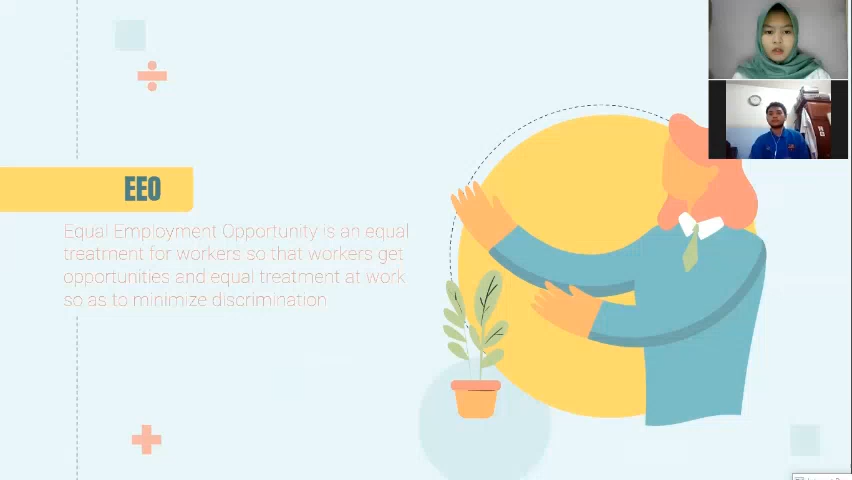 EEO
Equal Employment Opportunity is an equal
treatment for workers so that workers get
opportunities and equal treatment at work
so as to minimize discrimination